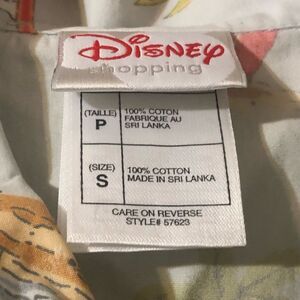 Disney
shopping
(TAILLE)
P
100% COTON
FABRIQUE AU
SRI LANKA
(SIZE)
S
100% COTTON
MADE IN SRI LANKA
CARE ON REVERSE
STYLE# 57623